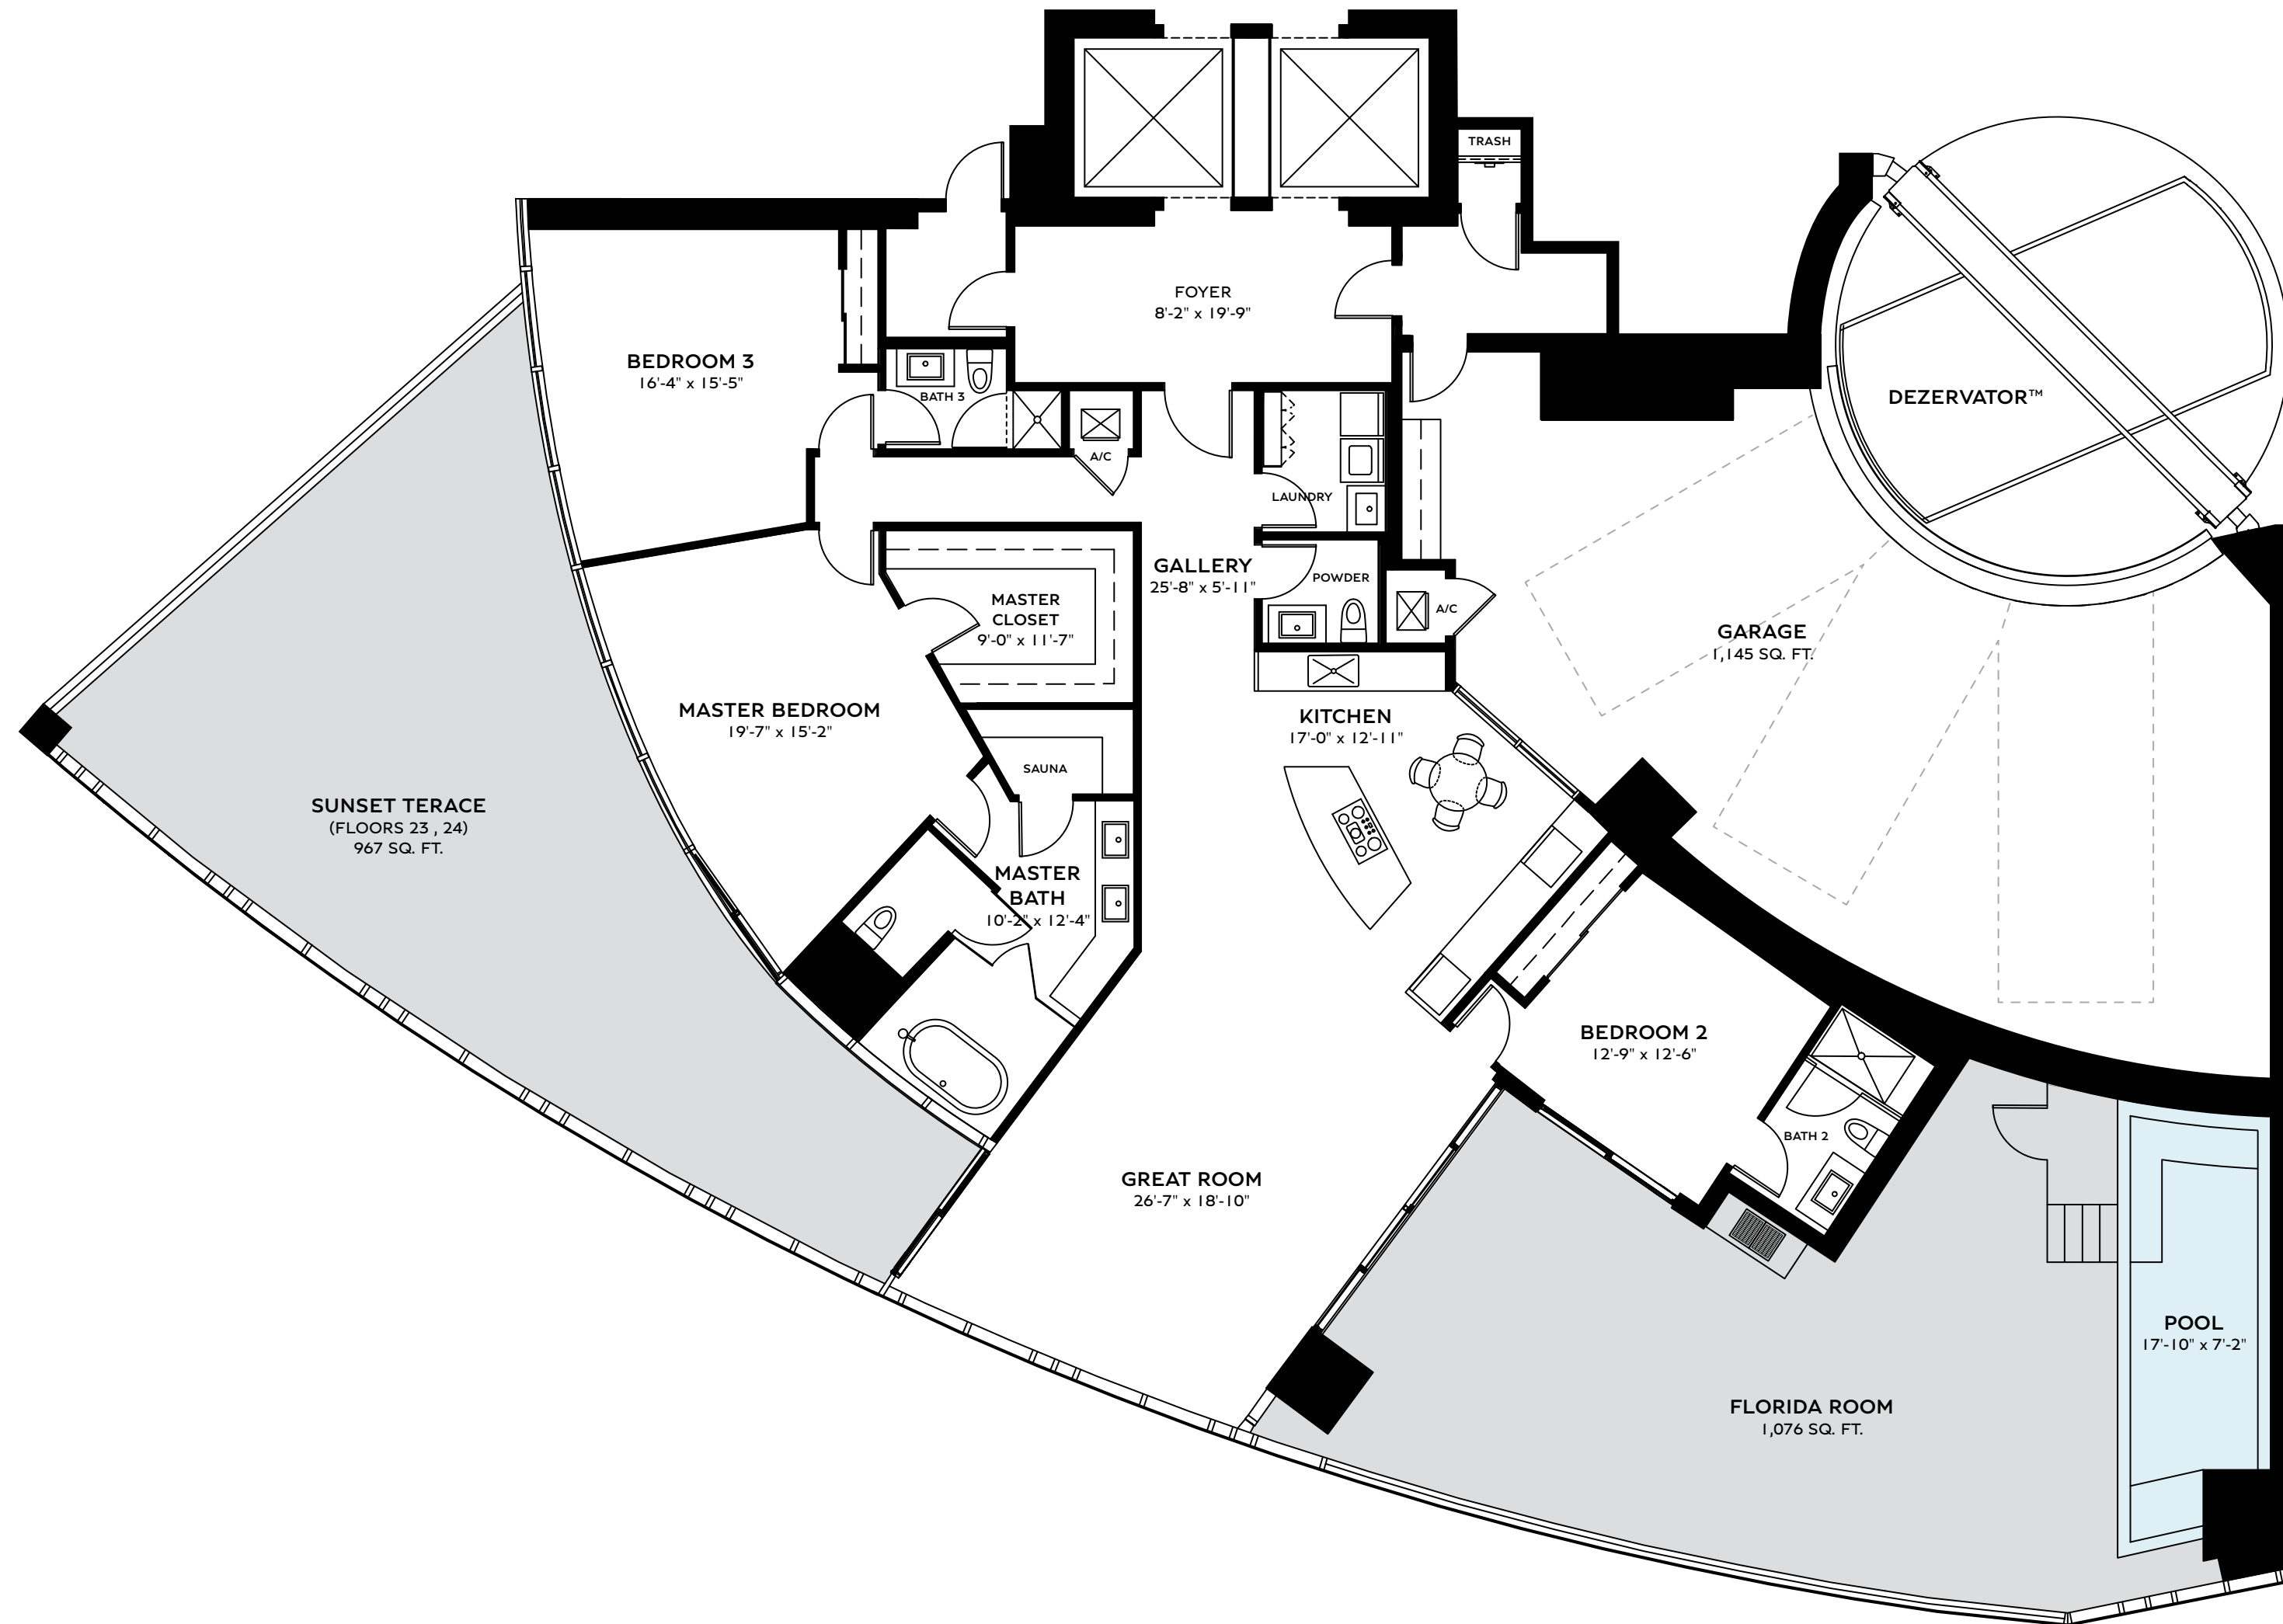 TRASH
FOYER
8'-2" x 19'-9"
BEDROOM 3
16'-4" x 15'-5"
BATH 3
A/C
LAUNDRY
DEZERVATOR™
GALLERY
25'-8" x 5'-11"
POWDER
A/C
MASTER
CLOSET
9'-0" x 11'-7"
GARAGE
1,145 SQ. FT.
MASTER BEDROOM
19'-7" x 15'-2"
KITCHEN
17'-0" x 12'-11"
SAUNA
SUNSET TERACE
(FLOORS 23 , 24)
967 SQ. FT.
MASTER
BATH
10'-2" x 12'-4"
BEDROOM 2
12'-9" x 12'-6"
BATH 2
GREAT ROOM
26'-7" x 18'-10"
POOL
17'-10" x 7'-2"
FLORIDA ROOM
1,076 SQ. FT.